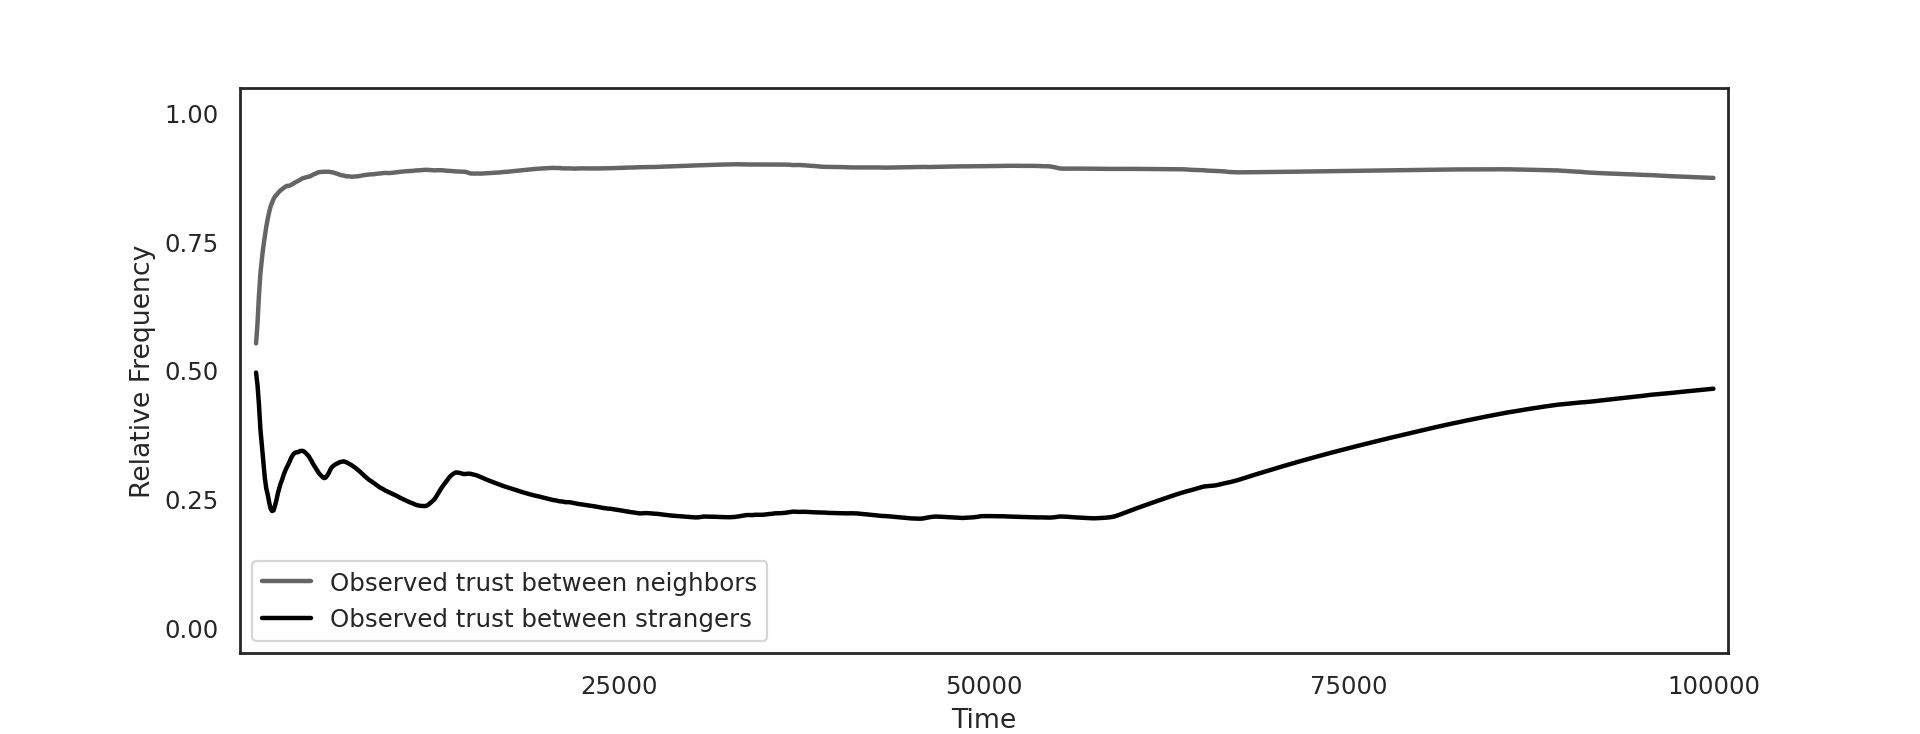 1.00
0.75
0.50
0.25
0.00
Relative Frequency
Observed trust between neighbors
Observed trust between strangers
25000
50000
75000
100000
Time